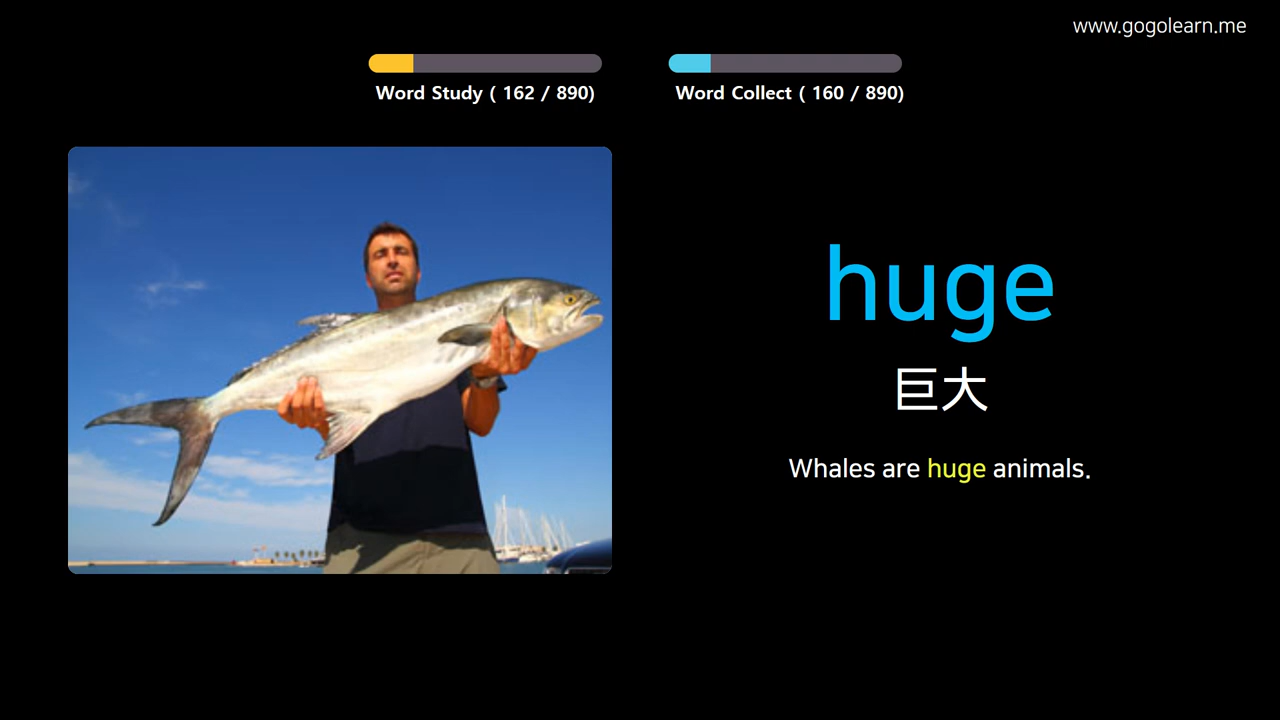 www.gogolearn.me
Word Study ( 162 / 890)
Word Collect ( 160 / 890)
huge
巨大
Whales are huge animals.